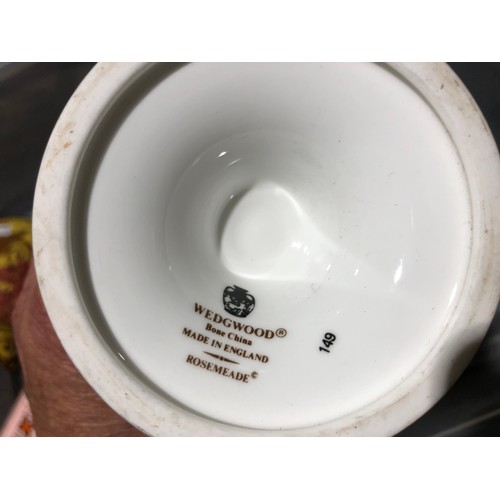 WEDGWOOD®
Bone China
MADE IN ENGLAND
ROSEMEADE©
149